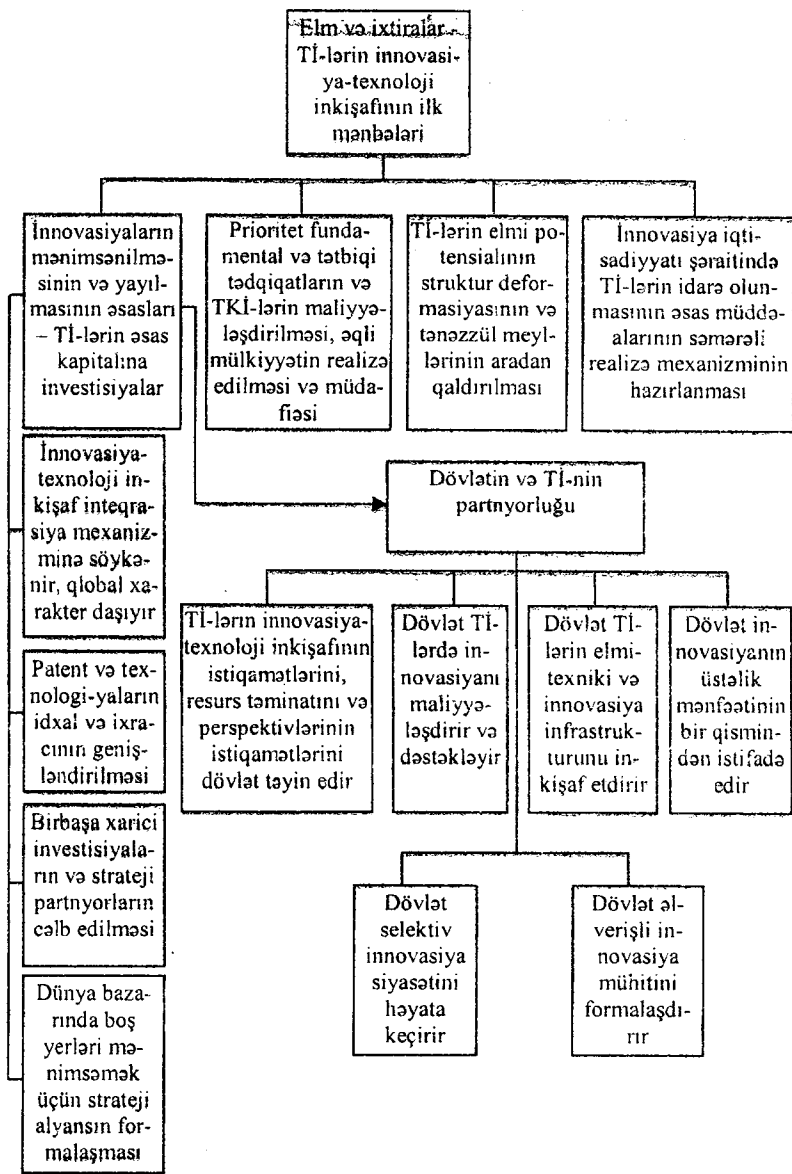 Elm və ixtiralar –
Tİ-lərin innovasi-
ya-texnoloji
inkişafının ilk
mənbələri
İnnovasiyaların
mənimsənilmə-
sinin və yayıl-
masının əsasları
– Tİ-lərin əsas
kapitalına
investisiyalar
Prioritet funda-
mental və tətbiqi
tədqiqatların və
TKİ-lərin maliyyə-
ləşdirilməsi, əqli
mülkiyyətin realizə
edilməsi və müda-
fiəsi
Tİ-lərin elmi po-
tensialının
struktur defor-
masiyasının və
tənəzzül meyl-
lərinin aradan
qaldırılması
İnnovasiya iqti-
sadiyyatı şəraitində
Tİ-lərin idarə olun-
masının əsas müddə-
alarının səmərəli
realizə mexanizminin
hazırlanması
İnnovasiya-
texnoloji in-
kişaf inteqra-
siya mexaniz-
minə söykə-
nir, qlobal xa-
rakter daşıyır
Dövlətin və Tİ-nin
partnyorluğu
Patent və tex-
nologi-yaların
idxal və ixra-
cının geniş-
ləndirilməsi
Tİ-lərin innovasiya-
texnoloji inkişafının
istiqamətlərini,
resurs təminatını və
perspektivlərinin
istiqamətlərini
dövlət təyin edir
Dövlət Tİ-
lərdə in-
novasiyanı
maliyyə-
ləşdirir və
dəstəkləyir
Dövlət Tİ-
lərin elmi-
texniki və
innovasiya
infrastruk-
turunu in-
kişaf etdirir
Dövlət in-
novasiyanın
üstəlik
mənfəətinin
bir qismin-
dən istifadə
edir
Birbaşa xarici
investisiyala-
rın və strateji
partnyorların
cəlb edilməsi
Dövlət
selektiv
innovasiya
siyasətini
həyata
keçirir
Dövlət əl-
verişli in-
novasiya
mühitini
formalaşdı-
rır
Dünya baza-
rında boş
yerləri mə-
nimsəmək
üçün strateji
alyansın for-
malaşması